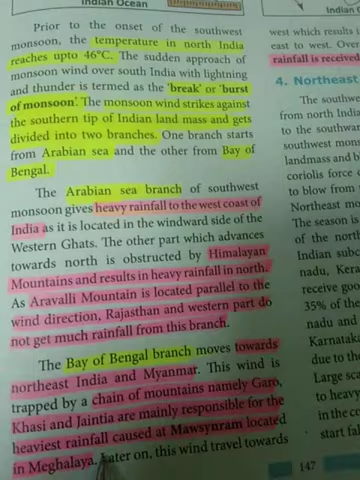 Indian Ocean
Prior to the onset of the southwest
monsoon, the temperature in north India
reaches upto 46°C. The sudden approach of
monsoon wind over south India with lightning
and thunder is termed as the 'break' or 'burst
of monsoon'. The monsoon wind strikes against
the southern tip of Indian land mass and gets
divided into two branches. One branch starts
from Arabian sea and the other from Bay of
Bengal.
The Arabian sea branch of southwest
monsoon gives heavy rainfall to the west coast of
India as it is located in the windward side of the
Western Ghats. The other part which advances
towards north is obstructed by Himalayan
Mountains and results in heavy rainfall in north.
As Aravalli Mountain is located parallel to the
wind direction, Rajasthan and western part do
not get much rainfall from this branch.
The Bay of Bengal branch moves towards
northeast India and Myanmar. This wind is
trapped by a chain of mountains namely Garo,
Khasi and Jaintia are mainly responsible for the
heaviest rainfall caused at Mawsynram located
in Meghalaya. Later on, this wind travel towards
Indian
west which results i
east to west. Over
rainfall is received
4. Northeast
The southw
from north India
to the southwa
southwest mons
landmass and b
coriolis force
to blow from
Northeast mo
The season is
of the north
Indian subc
nadu, Kera
receive goo
35% of the
nadu and
Karnataka
due to the
Large sca
to heavy
in the co
start fal
147